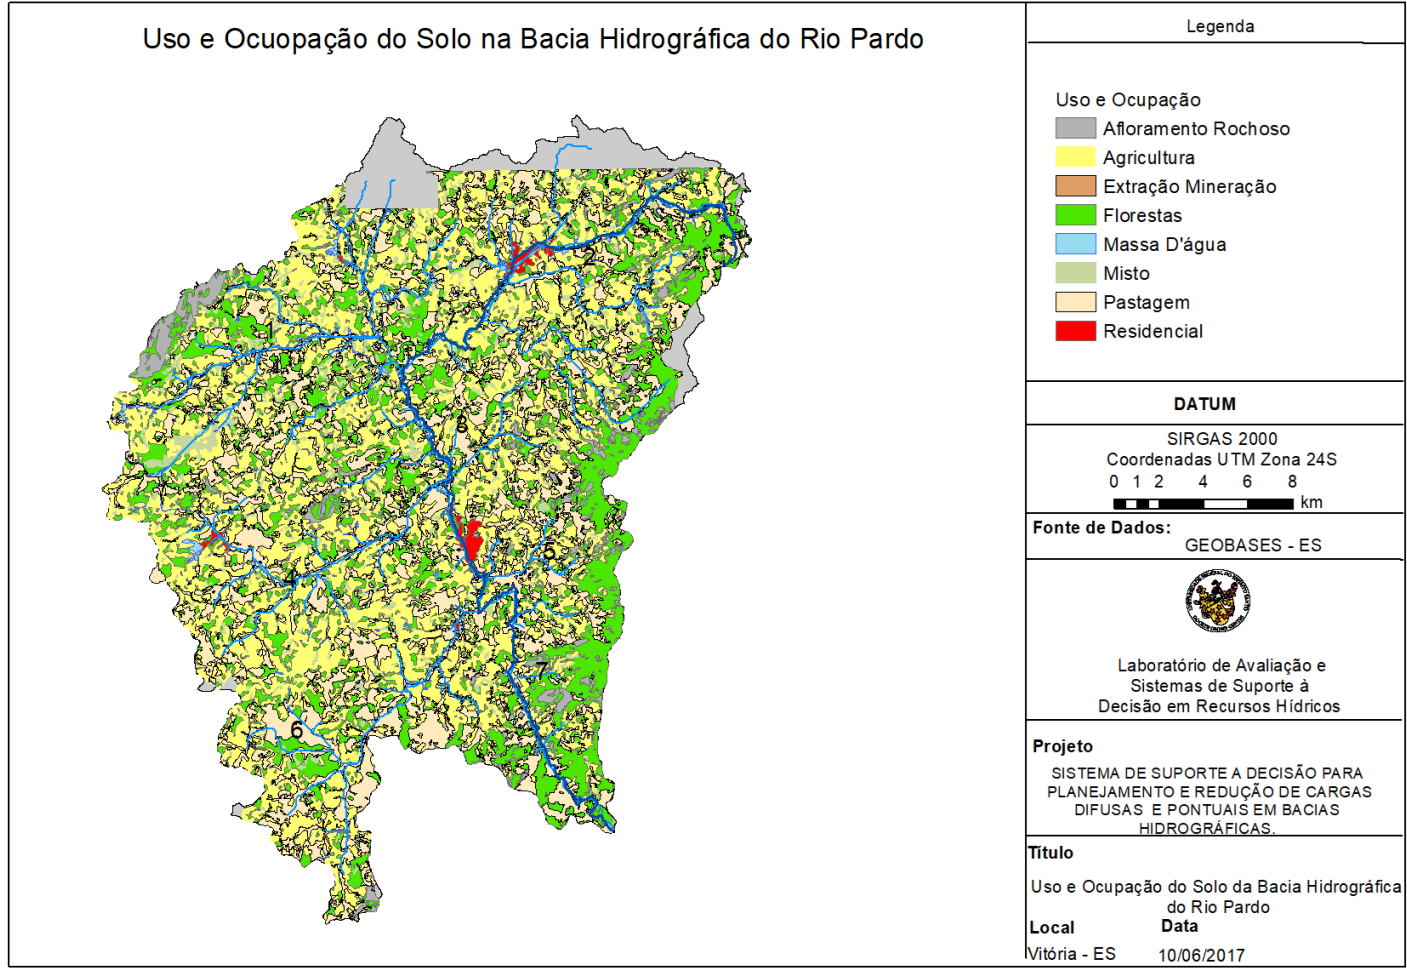 Uso e Ocuopação do Solo na Bacia Hidrográfica do Rio Pardo
1
2
3
4
5
6
7
Legenda
Uso e Ocupação
Afloramento Rochoso
Agricultura
Extração Mineração
Florestas
Massa D'água
Misto
Pastagem
Residencial
DATUM
SIRGAS 2000
Coordenadas UTM Zona 24S
0 1 2 4 6 8
km
Fonte de Dados:
GEOBASES - ES
Laboratório de Avaliação e
Sistemas de Suporte à
Decisão em Recursos Hídricos
Projeto
SISTEMA DE SUPORTE A DECISÃO PARA
PLANEJAMENTO E REDUÇÃO DE CARGAS
DIFUSAS E PONTUAIS EM BACIAS
HIDROGRÁFICAS.
Título
Uso e Ocupação do Solo da Bacia Hidrográfica
do Rio Pardo
Local Data
Vitória - ES 10/06/2017